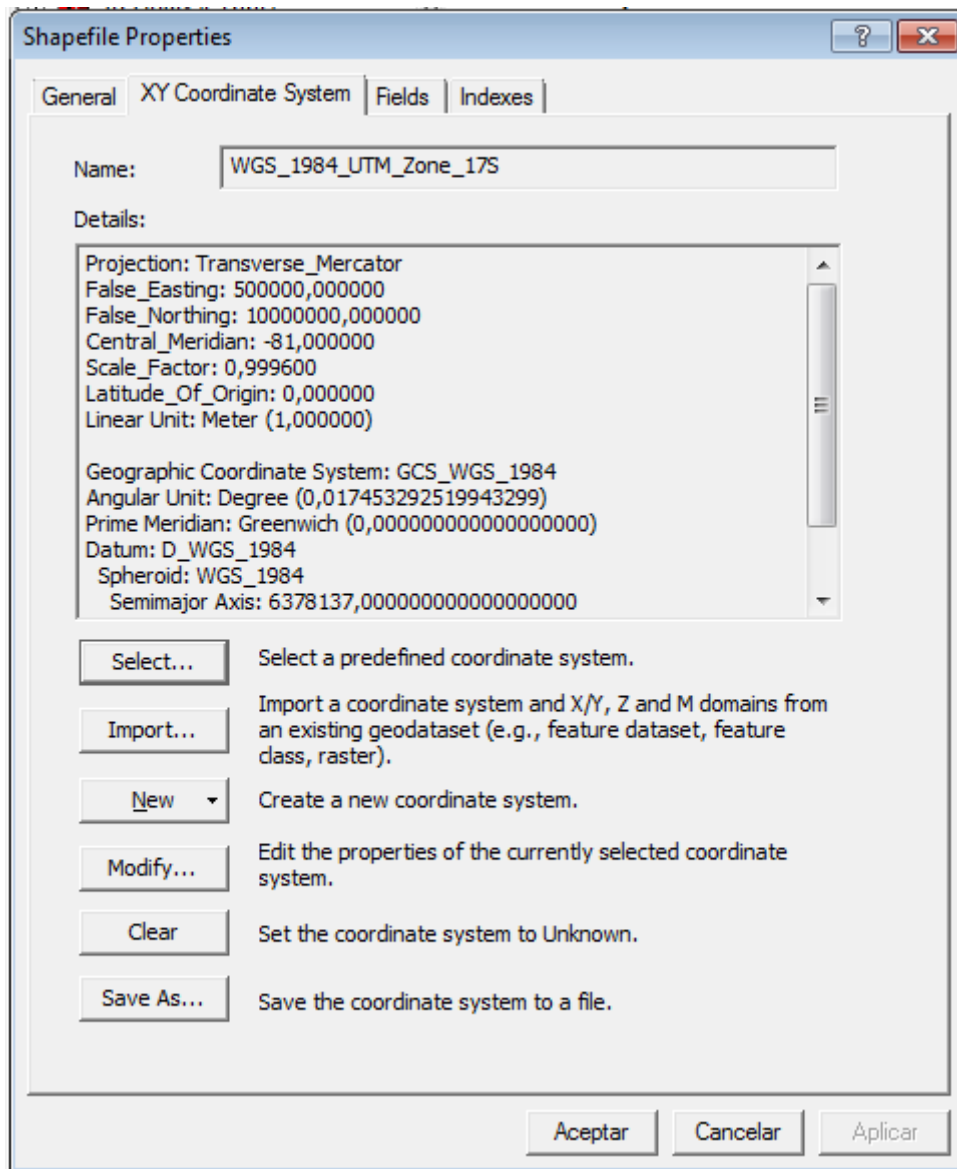 Shapefile Properties
General XY Coordinate System Fields Indexes
Name: WGS_1984_UTM_Zone_17S
Details:
Projection: Transverse_Mercator
False_Easting: 500000,000000
False_Northing: 10000000,000000
Central_Meridian: -81,000000
Scale_Factor: 0,999600
Latitude_Of_Origin: 0,000000
Linear Unit: Meter (1,000000)
Geographic Coordinate System: GCS_WGS_1984
Angular Unit: Degree (0,017453292519943299)
Prime Meridian: Greenwich (0,000000000000000000)
Datum: D_WGS_1984
Spheroid: WGS_1984
Semimajor Axis: 6378137,000000000000000000
Select... Select a predefined coordinate system.
Import... Import a coordinate system and X/Y, Z and M domains from
an existing geodataset (e.g., feature dataset, feature
class, raster).
New Create a new coordinate system.
Modify... Edit the properties of the currently selected coordinate
system.
Clear Set the coordinate system to Unknown.
Save As... Save the coordinate system to a file.
Aceptar Cancelar Aplicar